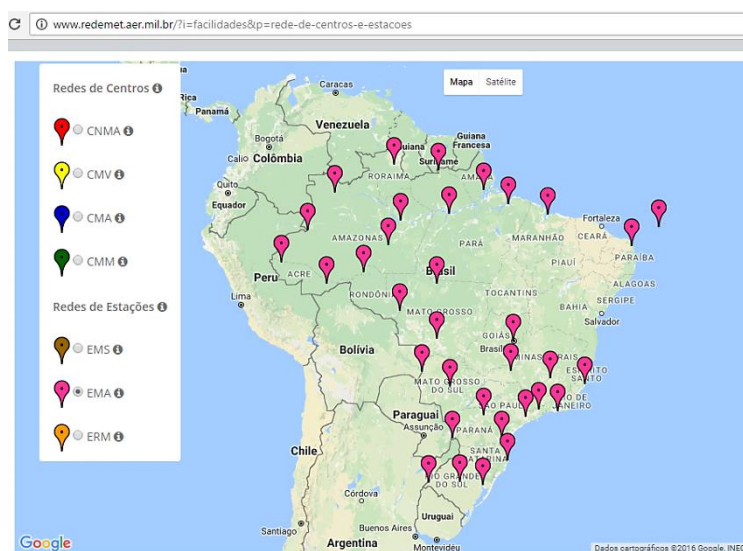 www.redemet.aer.mil.br/?i=facilidades&p=rede-de-centros-e-estacoes
Redes de Centros
CNMA
CMV
CMA
CMM
Redes de Estações
EMS
EMA
ERM
Mapa Satélite
Caracas
Panamá
Venezuela
Bogotá
Calio Colômbia
Guiana
Francesa
Suriname
RORAIMA
Quito
Equador
Fortaleza
AMAZONAS
PARÁ
MARANHÃO
CEARÁ
PARAÍBA
PIAUÍ
ACRE
Peru
Brasil
ALAGOAS
Lima
RONDÔNIA
TOCANTINS
SERGIPE
BAHIA
MATO GROSSO
Salvador
GOIÁS
Bolívia
MINAS GERAIS
ESPÍRITO
SANTO
MATO GROSSO
DO SUL
SÃO PAULO
RIO DE
JANEIRO
Paraguai
Assunção
PARANÁ
Chile
SANTA
CATARINA
RIO GRANDE
DO SUL
Córdova
Uruguai
Santiago
Buenos Aires
Argentina
Montevidéu
Google
Dados cartográficos ©2016 Google, INEG